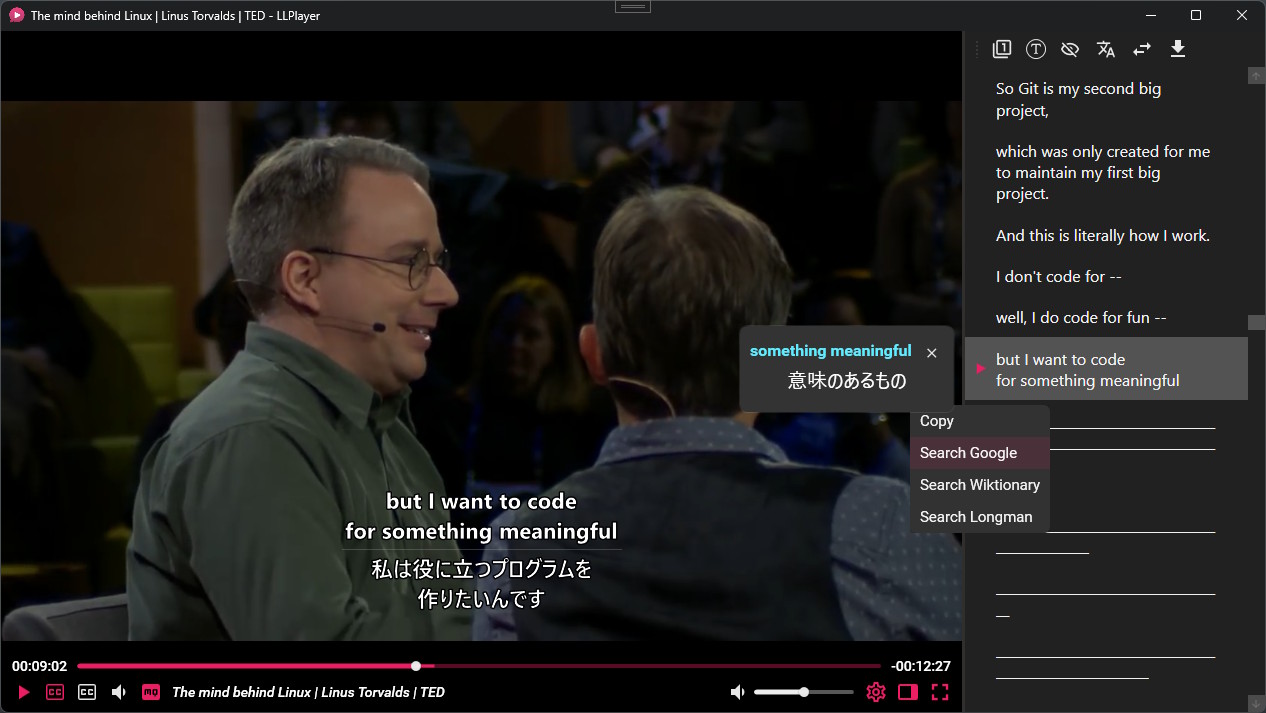 The mind behind Linux | Linus Torvalds | TED - LLPlayer
So Git is my second big
project,
which was only created for me
to maintain my first big
project.
And this is literally how I work.
I don't code for --
well, I do code for fun --
but I want to code
for something meaningful
something meaningful
意味のあるもの
Copy
Search Google
Search Wiktionary
Search Longman
but I want to code
for something meaningful
私は役に立つプログラムを
作りたいんです
00:09:02
-00:12:27
CC
CC
HQ
The mind behind Linux | Linus Torvalds | TED